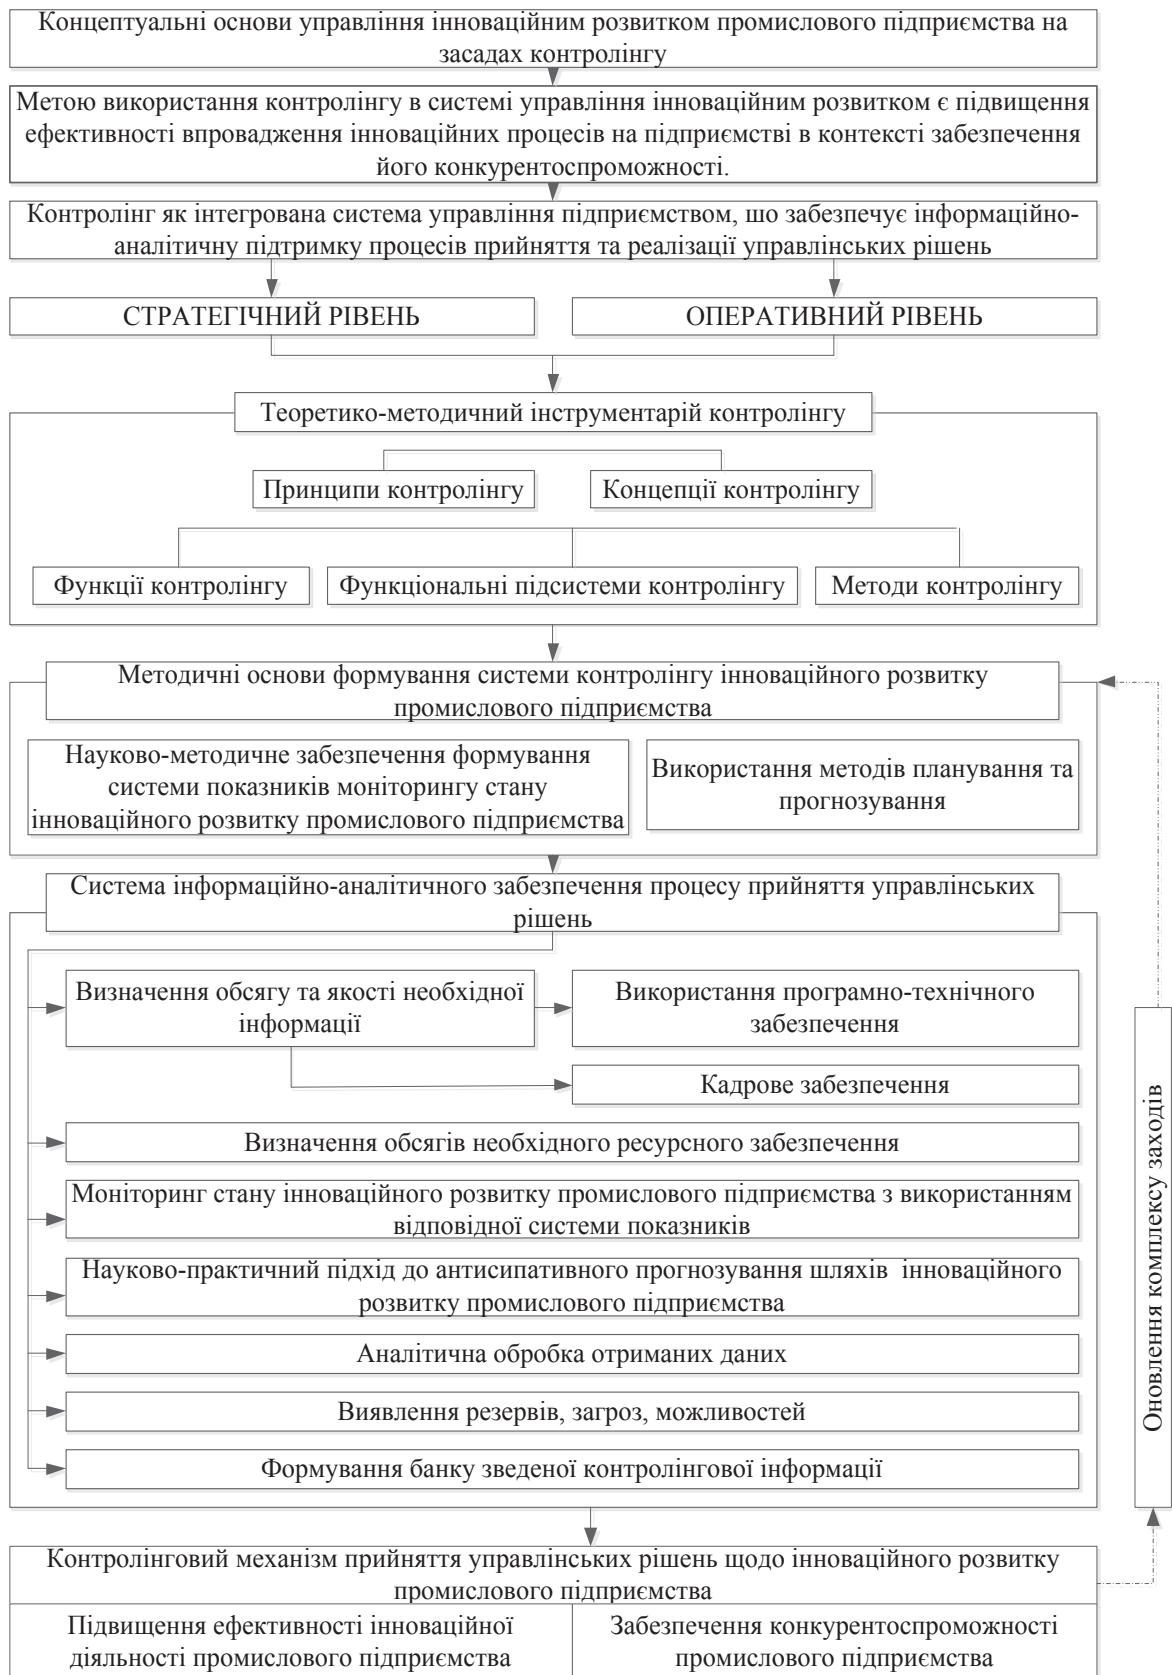 Концептуальні основи управління інноваційним розвитком промислового підприємства на
засадах контролінгу
Метою використання контролінгу в системі управління інноваційним розвитком є підвищення
ефективності впровадження інноваційних процесів на підприємстві в контексті забезпечення
його конкурентоспроможності.
Контролінг як інтегрована система управління підприємством, шо забезпечує інформаційно-
аналітичну підтримку процесів прийняття та реалізації управлінських рішень
СТРАТЕГІЧНИЙ РІВЕНЬ
ОПЕРАТИВНИЙ РІВЕНЬ
Теоретико-методичний інструментарій контролінгу
Принципи контролінгу
Концепції контролінгу
Функції контролінгу
Функціональні підсистеми контролінгу
Методи контролінгу
Методичні основи формування системи контролінгу інноваційного розвитку
промислового підприємства
Науково-методичне забезпечення формування
системи показників моніторингу стану
інноваційного розвитку промислового підприємства
Використання методів планування та
прогнозування
Система інформаційно-аналітичного забезпечення процесу прийняття управлінських
рішень
Визначення обсягу та якості необхідної
інформації
Використання програмно-технічного
забезпечення
Кадрове забезпечення
Визначення обсягів необхідного ресурсного забезпечення
Моніторинг стану інноваційного розвитку промислового підприємства з використанням
відповідної системи показників
Науково-практичний підхід до антисипативного прогнозування шляхів інноваційного
розвитку промислового підприємства
Аналітична обробка отриманих даних
Виявлення резервів, загроз, можливостей
Формування банку зведеної контролінгової інформації
Оновлення комплексу заходів
Контролінговий механізм прийняття управлінських рішень щодо інноваційного розвитку
промислового підприємства
Підвищення ефективності інноваційної
діяльності промислового підприємства
Забезпечення конкурентоспроможності
промислового підприємства